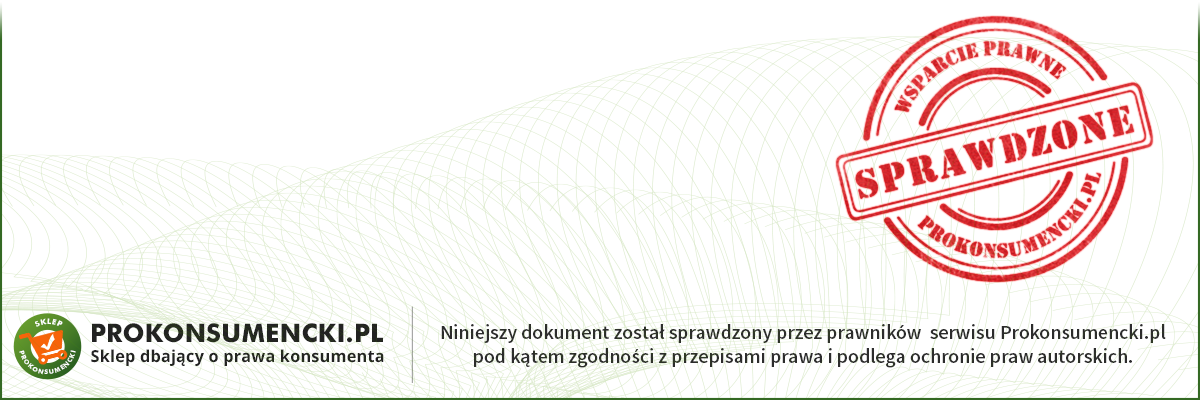 WSPARCIE PRAWNE
SPRAWDZONE
PROKONSUMENCKI.PL
SKLEP
PROKONSUMENCKI
PROKONSUMENCKI.PL
Sklep dbający o prawa konsumenta
Niniejszy dokument został sprawdzony przez prawników serwisu Prokonsumencki.pl
pod kątem zgodności z przepisami prawa i podlega ochronie praw autorskich.